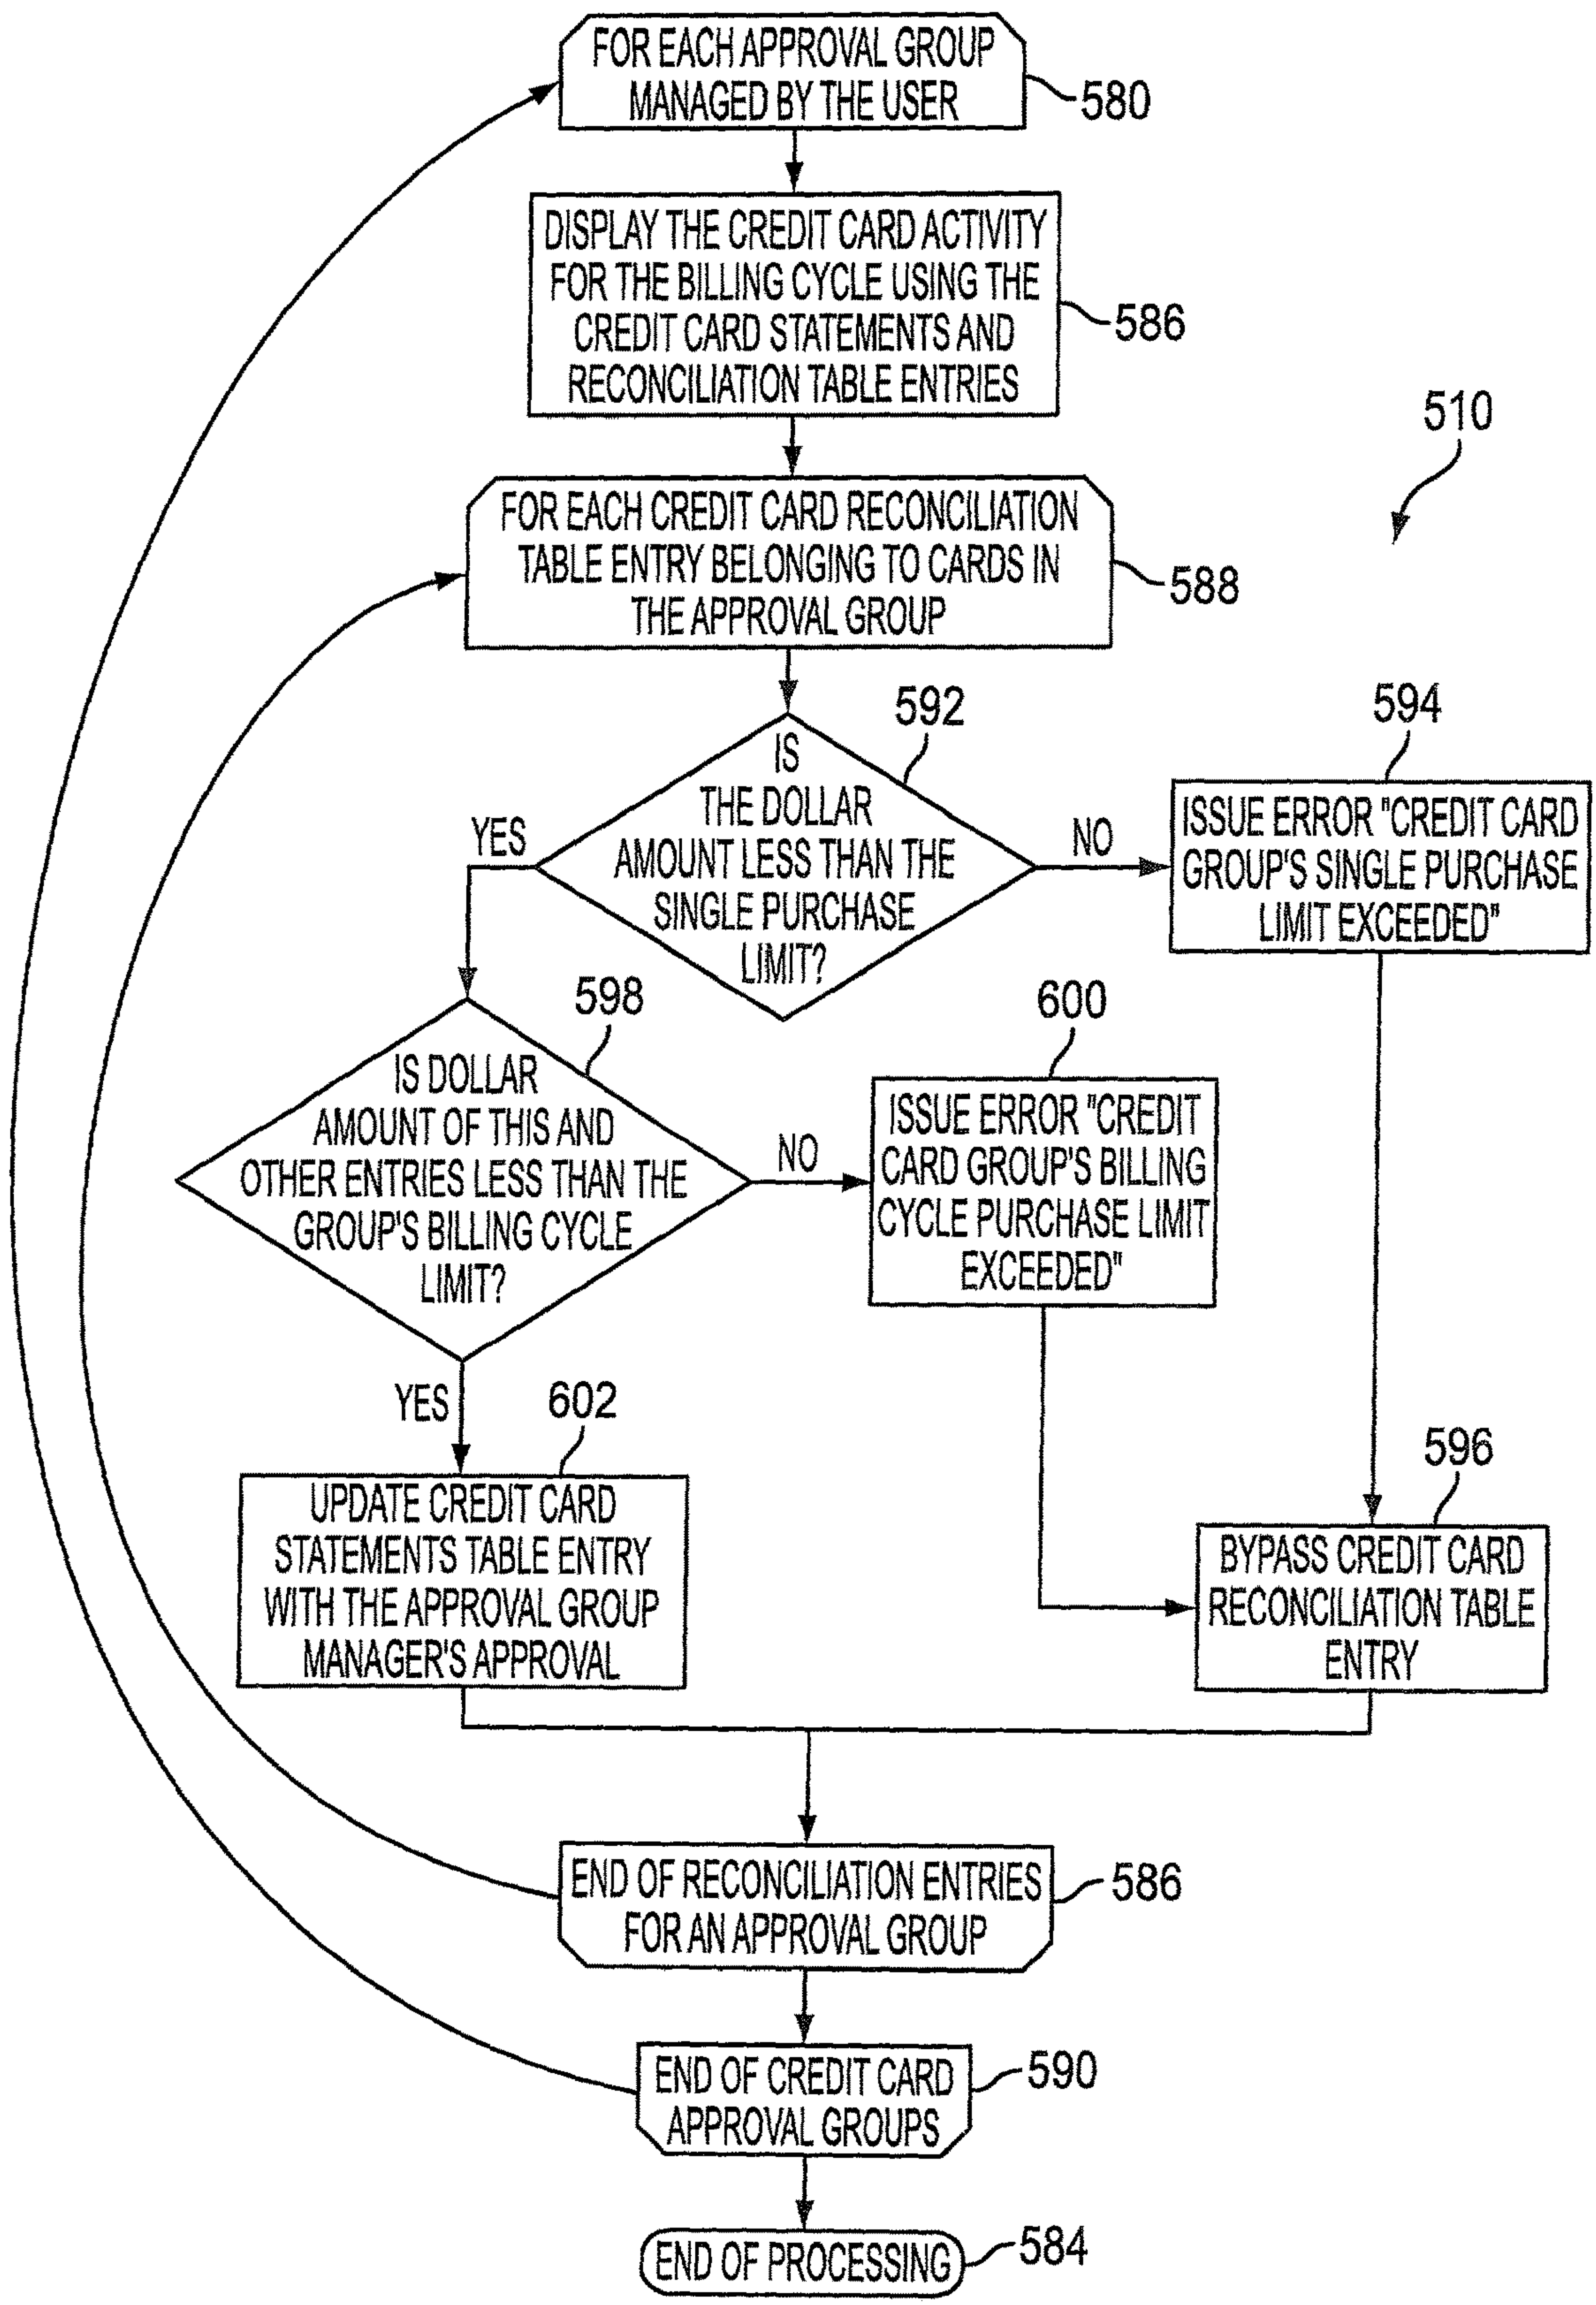 FOR EACH APPROVAL GROUP
MANAGED BY THE USER
580
DISPLAY THE CREDIT CARD ACTIVITY
FOR THE BILLING CYCLE USING THE
CREDIT CARD STATEMENTS AND
RECONCILIATION TABLE ENTRIES
586
510
FOR EACH CREDIT CARD RECONCILIATION
TABLE ENTRY BELONGING TO CARDS IN
THE APPROVAL GROUP
588
592
IS
THE DOLLAR
AMOUNT LESS THAN THE
SINGLE PURCHASE
LIMIT?
YES
NO
594
ISSUE ERROR "CREDIT CARD
GROUP'S SINGLE PURCHASE
LIMIT EXCEEDED"
598
IS DOLLAR
AMOUNT OF THIS AND
OTHER ENTRIES LESS THAN THE
GROUP'S BILLING CYCLE
LIMIT?
NO
600
ISSUE ERROR "CREDIT
CARD GROUP'S BILLING
CYCLE PURCHASE LIMIT
EXCEEDED"
YES
602
UPDATE CREDIT CARD
STATEMENTS TABLE ENTRY
WITH THE APPROVAL GROUP
MANAGER'S APPROVAL
596
BYPASS CREDIT CARD
RECONCILIATION TABLE
ENTRY
END OF RECONCILIATION ENTRIES
FOR AN APPROVAL GROUP
586
END OF CREDIT CARD
APPROVAL GROUPS
590
END OF PROCESSING
584